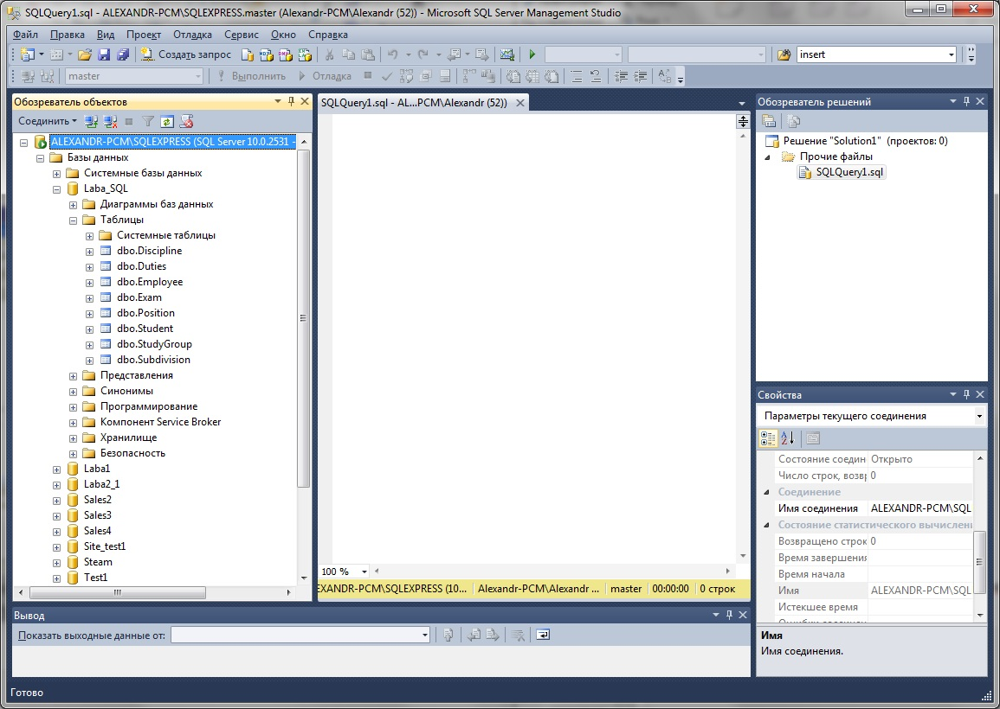 SQLQuery1.sql - ALEXANDR-PCM\SQLEXPRESS.master (Alexandr-PCM\Alexandr (52)) - Microsoft SQL Server Management Studio
Файл Правка Вид Проект Отладка Сервис Окно Справка
Создать запрос
insert
master
Выполнить
Отладка
Обозреватель объектов
Соединить
ALEXANDR-PCM\SQLEXPRESS (SQL Server 10.0.2531 -
Базы данных
Системные базы данных
Laba_SQL
Диаграммы баз данных
Таблицы
Системные таблицы
dbo.Discipline
dbo.Duties
dbo.Employee
dbo.Exam
dbo.Position
dbo.Student
dbo.StudyGroup
dbo.Subdivision
Представления
Синонимы
Программирование
Компонент Service Broker
Хранилище
Безопасность
Laba1
Laba2_1
Sales2
Sales3
Sales4
Site_test1
Steam
Test1
SQLQuery1.sql - AL...PCM\Alexandr (52))
100 %
EXANDR-PCM\SQLEXPRESS (10... Alexandr-PCM\Alexandr ... master 00:00:00 0 строк
Обозреватель решений
Решение "Solution1" (проектов: 0)
Прочие файлы
SQLQuery1.sql
Свойства
Параметры текущего соединения
Состояние соедин Открыто
Число строк, возвр 0
Соединение
Имя соединения ALEXANDR-PCM\SQL
Состояние статистического вычислени
Возвращено строк 0
Время завершения
Время начала
Имя ALEXANDR-PCM\SQL
Истекшее время
Имя
Имя соединения.
Вывод
Показать выходные данные от:
Готово